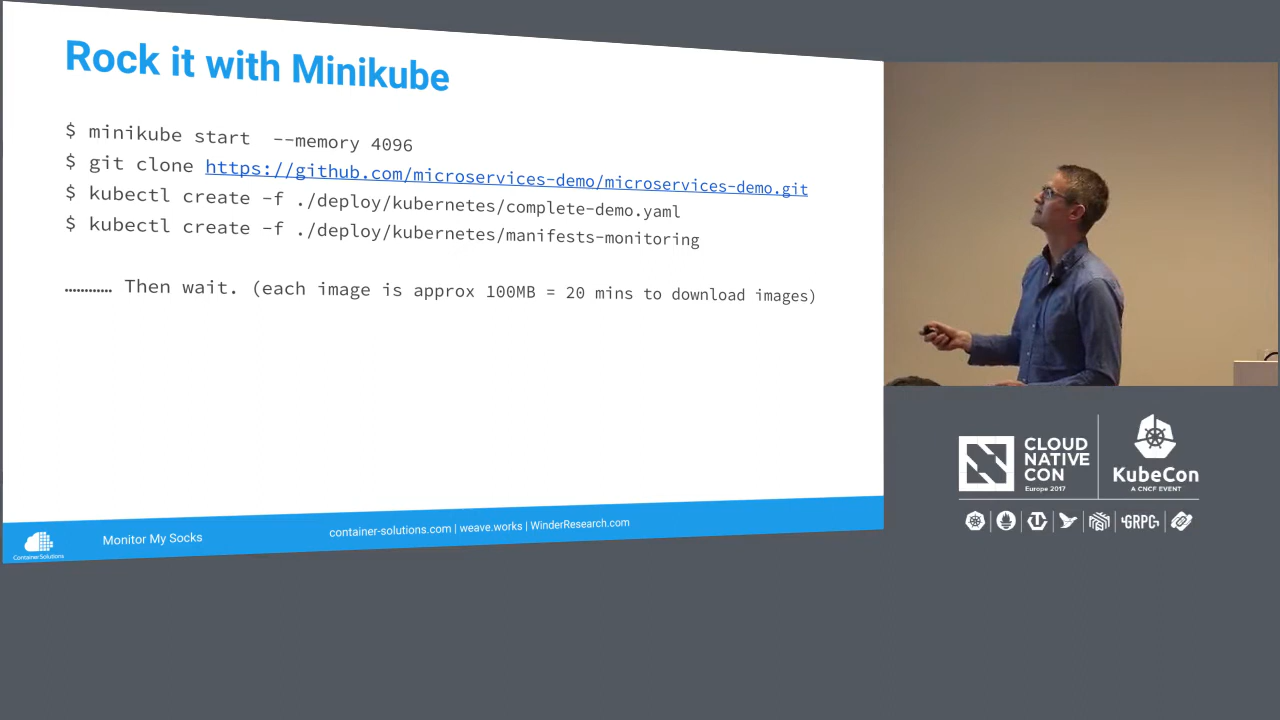 Rock it with Minikube
$ minikube start --memory 4096
$ git clone https://github.com/microservices-demo/microservices-demo.git
$ kubectl create -f ./deploy/kubernetes/complete-demo.yaml
$ kubectl create -f ./deploy/kubernetes/manifests-monitoring
………… Then wait. (each image is approx 100MB = 20 mins to download images)
Container Solutions
Monitor My Socks
container-solutions.com | weave.works | WinderResearch.com
CLOUD
NATIVE
CON
Europe 2017
KubeCon
A CNCF EVENT
GRPC